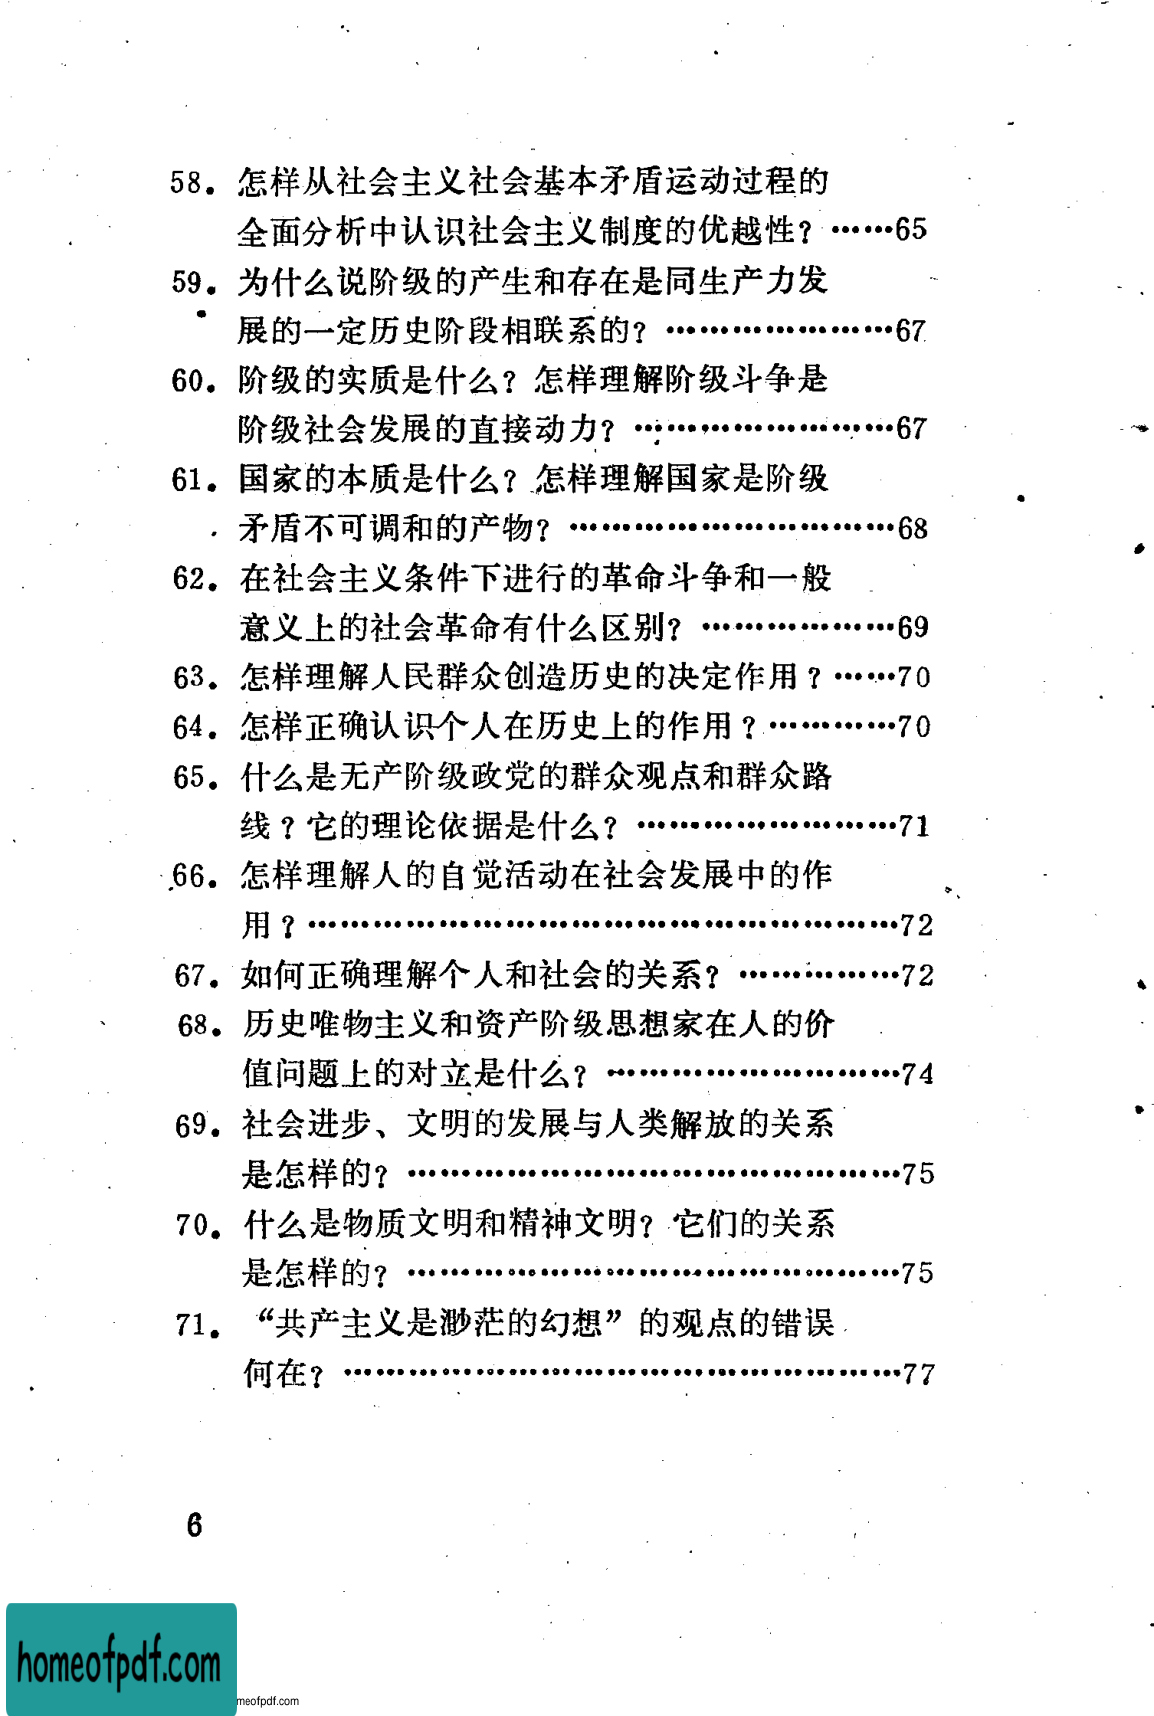 58. 怎样从社会主义社会基本矛盾运动过程的
全面分析中认识社会主义制度的优越性? ……65
59. 为什么说阶级的产生和存在是同生产力发
展的一定历史阶段相联系的? …………………67
60. 阶级的实质是什么? 怎样理解阶级斗争是
阶级社会发展的直接动力? ……………………67
61. 国家的本质是什么? 怎样理解国家是阶级
矛盾不可调和的产物? …………………………68
62. 在社会主义条件下进行的革命斗争和一般
意义上的社会革命有什么区别? ………………69
63. 怎样理解人民群众创造历史的决定作用? ……70
64. 怎样正确认识个人在历史上的作用? …………70
65. 什么是无产阶级政党的群众观点和群众路
线? 它的理论依据是什么? ……………………71
66. 怎样理解人的自觉活动在社会发展中的作
用? ………………………………………………72
67. 如何正确理解个人和社会的关系? ……………72
68. 历史唯物主义和资产阶级思想家在人的价
值问题上的对立是什么? ………………………74
69. 社会进步、文明的发展与人类解放的关系
是怎样的? ………………………………………75
70. 什么是物质文明和精神文明? 它们的关系
是怎样的? ………………………………………75
71. “共产主义是渺茫的幻想”的观点的错误
何在? ……………………………………………77
6
homeofpdf.com
meofpdf.com